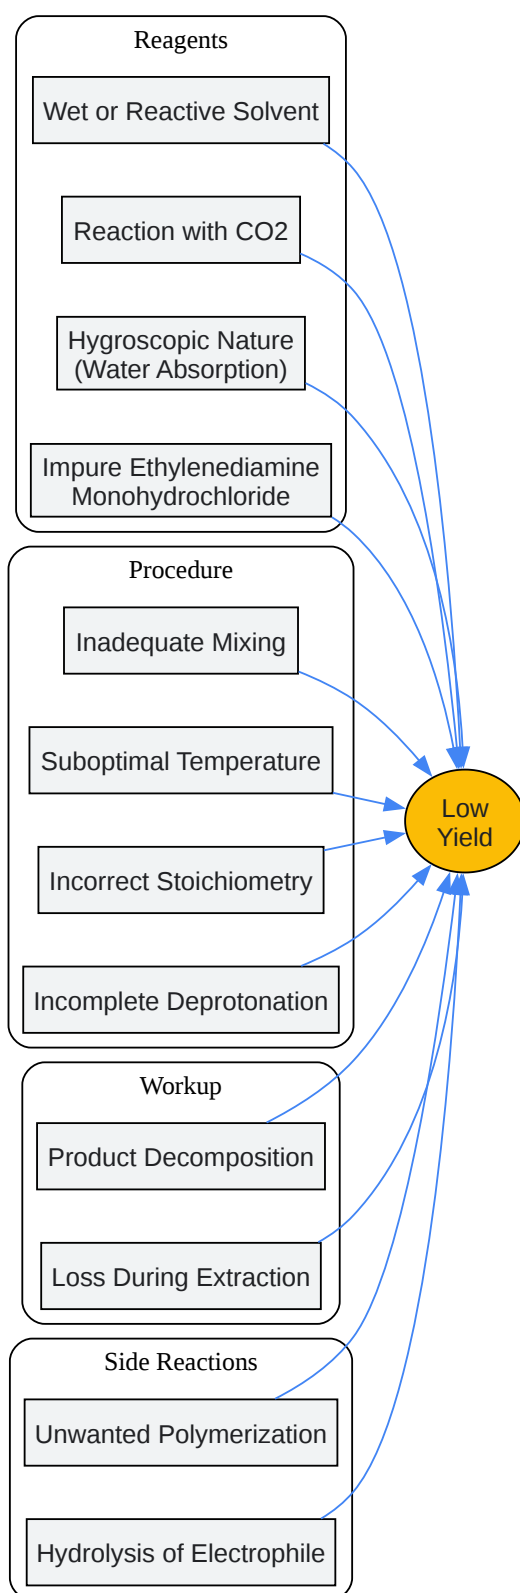 Reagents
Wet or Reactive Solvent
Reaction with CO2
Hygroscopic Nature
(Water Absorption)
Impure Ethylenediamine
Monohydrochloride
Procedure
Inadequate Mixing
Suboptimal Temperature
Incorrect Stoichiometry
Incomplete Deprotonation
Low
Yield
Workup
Product Decomposition
Loss During Extraction
Side Reactions
Unwanted Polymerization
Hydrolysis of Electrophile